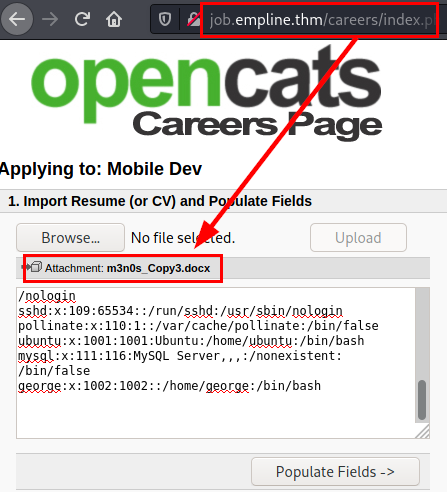 job.empline.thm/careers/index.p
opencats
Careers Page
Applying to: Mobile Dev
1. Import Resume (or CV) and Populate Fields
Browse...
No file selected.
Upload
Attachment: m3n0s_Copy3.docx
/nologin
sshd:x:109:65534::/run/sshd:/usr/sbin/nologin
pollinate:x:110:1::/var/cache/pollinate:/bin/false
ubuntu:x:1001:1001:Ubuntu:/home/ubuntu:/bin/bash
mysql:x:111:116:MySQL Server,,,:/nonexistent:
/bin/false
george:x:1002:1002::/home/george:/bin/bash
Populate Fields ->